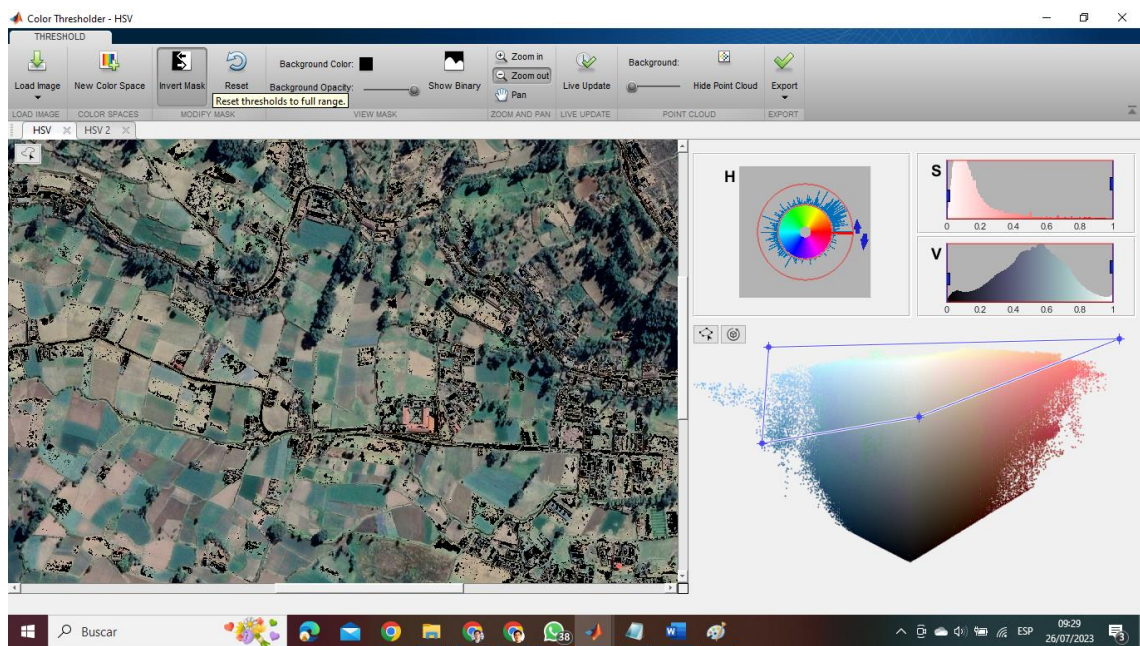 Color Thresholder - HSV
THRESHOLD
Load Image
New Color Space
Invert Mask
Reset
Background Color:
Background Opacity:
Show Binary
Zoom in
Zoom out
Pan
Live Update
Background:
Hide Point Cloud
Export
Reset thresholds to full range.
LOAD IMAGE
COLOR SPACES
MODIFY MASK
VIEW MASK
ZOOM AND PAN
LIVE UPDATE
POINT CLOUD
EXPORT
HSV
HSV 2
H
S
0 0.2 0.4 0.6 0.8 1
V
0 0.2 0.4 0.6 0.8 1
Buscar
38
ESP
09:29
26/07/2023
3